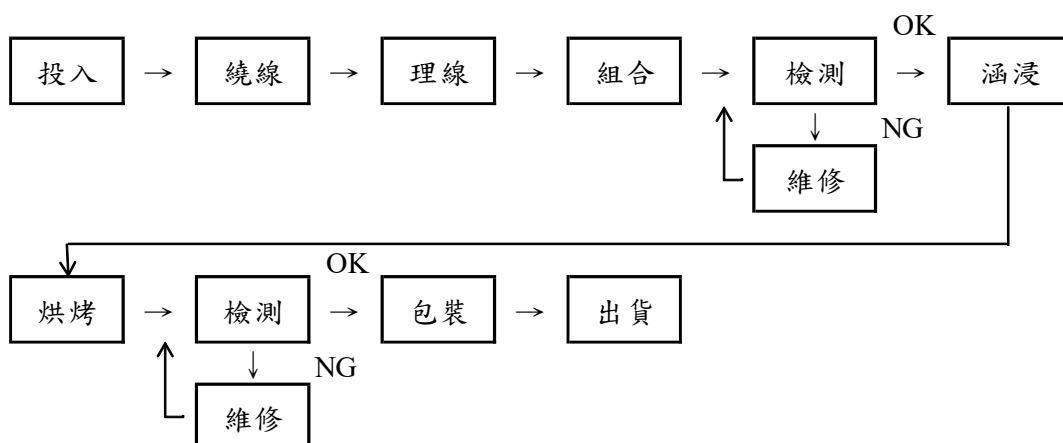 OK
投入 → 繞線 → 理線 → 組合 → 檢測 → 涵浸
↓ NG
維修
OK
烘烤 → 檢測 → 包裝 → 出貨
↓ NG
維修